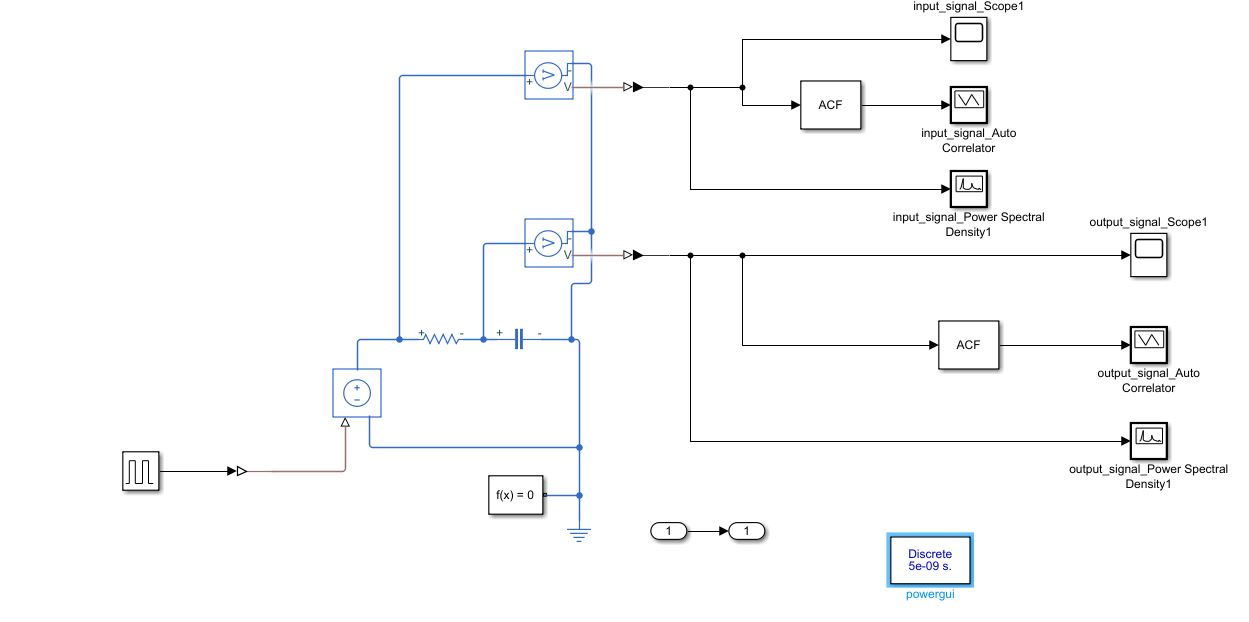 input_signal_Scope1
+
-
V
V
ACF
input_signal_Auto
Correlator
input_signal_Power Spectral
Density1
output_signal_Scope1
+
-
V
V
+
-
+
-
ACF
output_signal_Auto
Correlator
+
-
output_signal_Power Spectral
Density1
f(x) = 0
1
1
Discrete
5e-09 s.
powergui